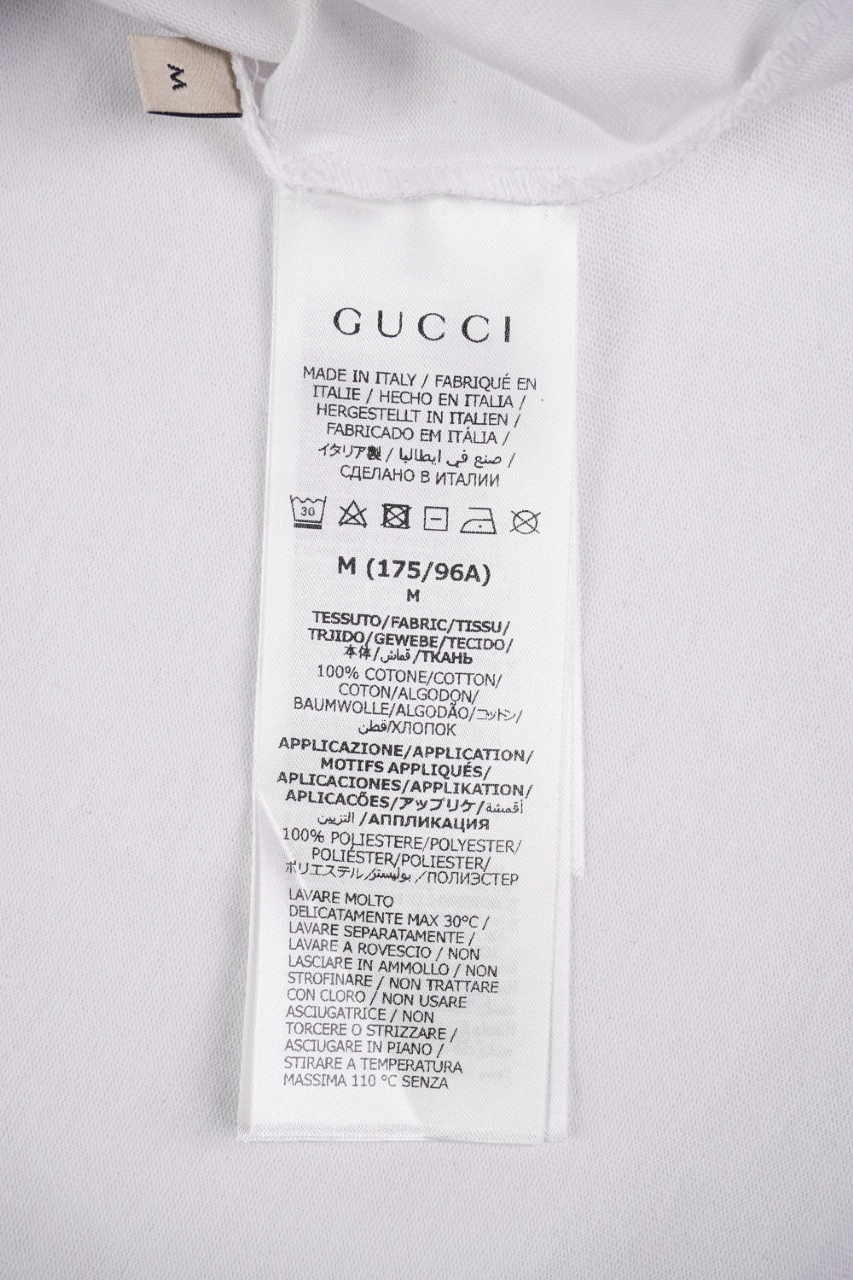 M
GUCCI
MADE IN ITALY / FABRIQUÉ EN
ITALIE / HECHO EN ITALIA /
HERGESTELLT IN ITALIEN /
FABRICADO EM ITÁLIA /
イタリア製 / صنع في ايطاليا /
СДЕЛАНО В ИТАЛИИ
30
M (175/96A)
M
TESSUTO/FABRIC/TISSU/
TRJIDO/GEWEBE/TECIDO/
本体/قماش/ТКАНЬ
100% COTONE/COTTON/
COTON/ALGODON/
BAUMWOLLE/ALGODÃO/コットン/
قطن/ХЛОПОК
APPLICAZIONE/APPLICATION/
MOTIFS APPLIQUÉS/
APLICACIONES/APPLIKATION/
APLICACÕES/アップリケ/أقمشة
التزيين/АППЛИКАЦИЯ
100% POLIESTERE/POLYESTER/
POLIÉSTER/POLIESTER/
ポリエステル/بوليستر/ПОЛИЭСТЕР
LAVARE MOLTO
DELICATAMENTE MAX 30°C /
LAVARE SEPARATAMENTE /
LAVARE A ROVESCIO / NON
LASCIARE IN AMMOLLO / NON
STROFINARE / NON TRATTARE
CON CLORO / NON USARE
ASCIUGATRICE / NON
TORCERE O STRIZZARE /
ASCIUGARE IN PIANO /
STIRARE A TEMPERATURA
MASSIMA 110 °C SENZA